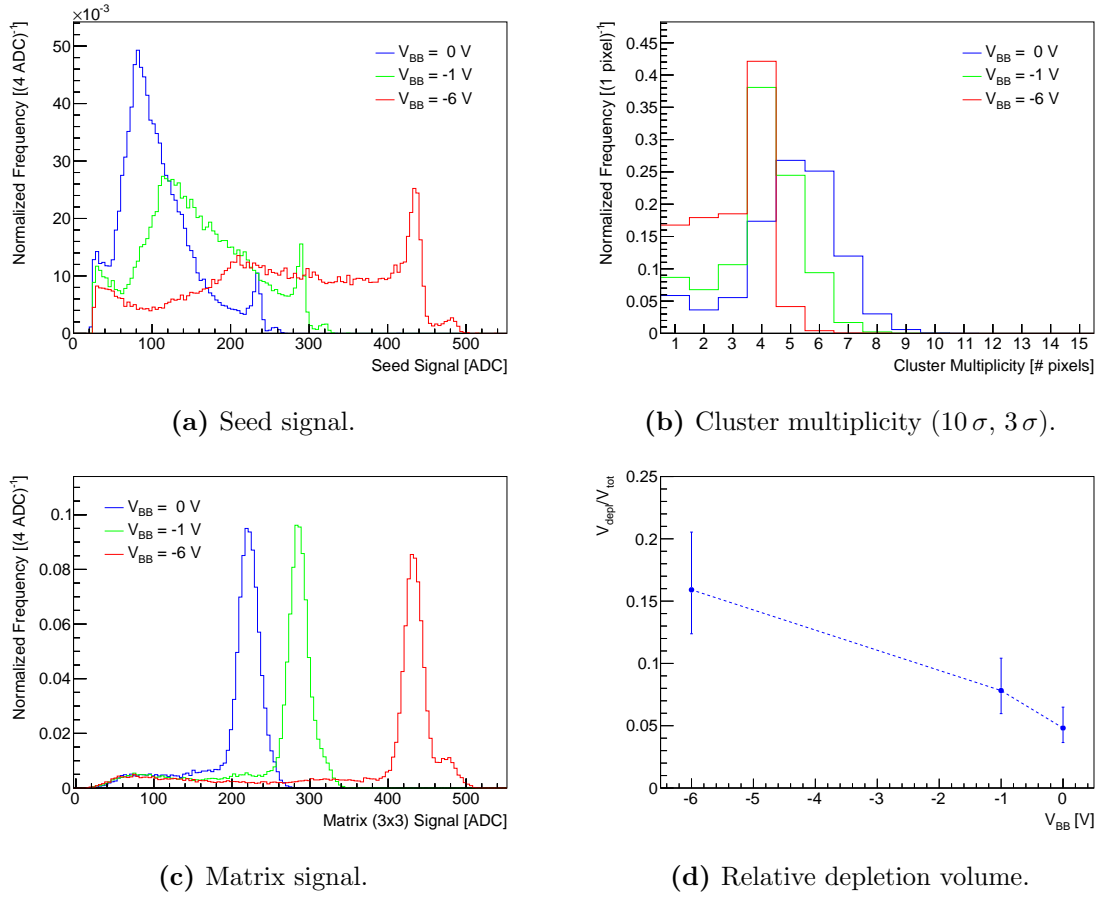 ×10⁻³
Normalized Frequency [(4 ADC)⁻¹]
50
40
30
20
10
0
V_BB = 0 V
V_BB = -1 V
V_BB = -6 V
0 100 200 300 400 500
Seed Signal [ADC]
(a) Seed signal.
Normalized Frequency [(1 pixel)⁻¹]
0.45
0.4
0.35
0.3
0.25
0.2
0.15
0.1
0.05
0
V_BB = 0 V
V_BB = -1 V
V_BB = -6 V
1 2 3 4 5 6 7 8 9 10 11 12 13 14 15
Cluster Multiplicity [# pixels]
(b) Cluster multiplicity (10 σ, 3 σ).
Normalized Frequency [(4 ADC)⁻¹]
0.1
0.08
0.06
0.04
0.02
0
V_BB = 0 V
V_BB = -1 V
V_BB = -6 V
0 100 200 300 400 500
Matrix (3x3) Signal [ADC]
(c) Matrix signal.
V_depl/V_tot
0.25
0.2
0.15
0.1
0.05
0
-6 -5 -4 -3 -2 -1 0
V_BB [V]
(d) Relative depletion volume.